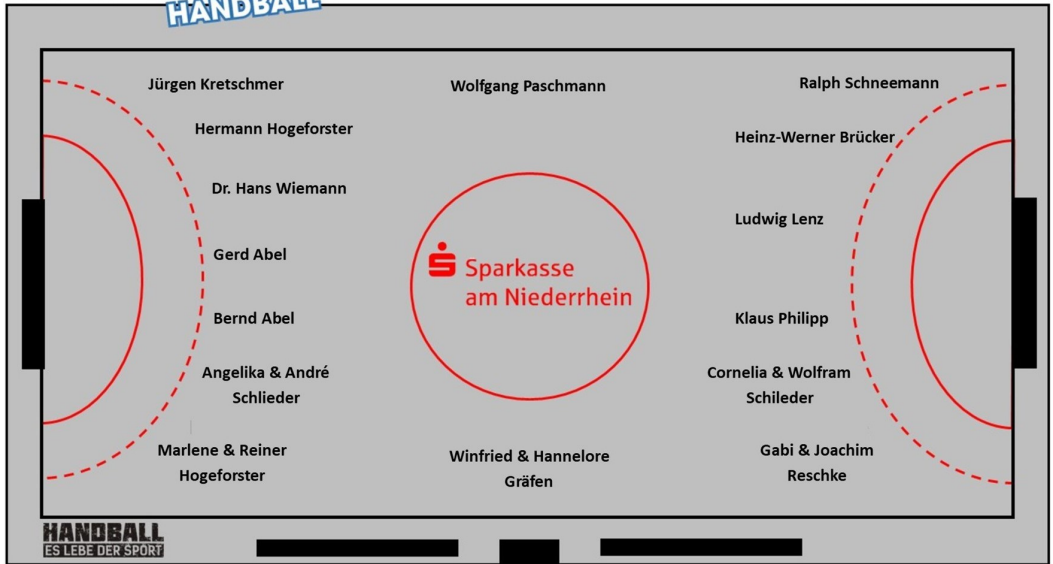 HANDBALL
Jürgen Kretschmer
Wolfgang Paschmann
Ralph Schneemann
Hermann Hogeforster
Heinz-Werner Brücker
Dr. Hans Wiemann
Ludwig Lenz
Gerd Abel
Sparkasse
am Niederrhein
Bernd Abel
Klaus Philipp
Angelika & André
Schlieder
Cornelia & Wolfram
Schileder
Marlene & Reiner
Hogeforster
Winfried & Hannelore
Gräfen
Gabi & Joachim
Reschke
HANDBALL
ES LEBE DER SPORT